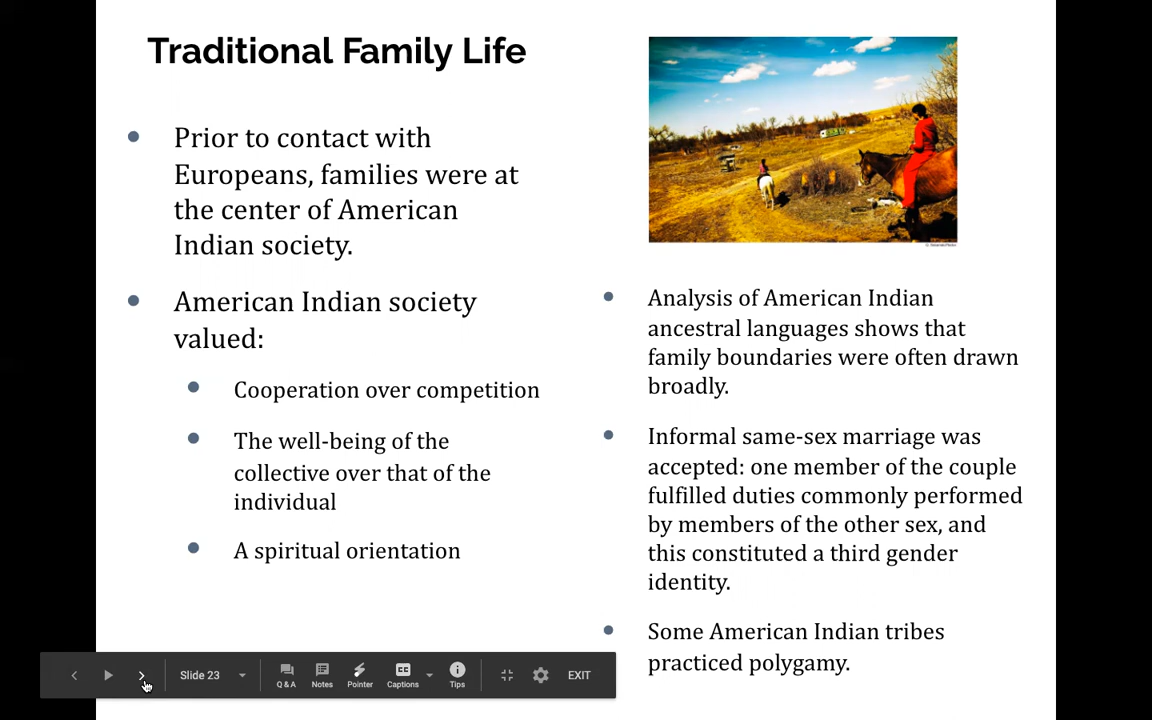 Traditional Family Life
Prior to contact with
Europeans, families were at
the center of American
Indian society.
American Indian society
valued:
Cooperation over competition
The well-being of the
collective over that of the
individual
A spiritual orientation
Analysis of American Indian
ancestral languages shows that
family boundaries were often drawn
broadly.
Informal same-sex marriage was
accepted: one member of the couple
fulfilled duties commonly performed
by members of the other sex, and
this constituted a third gender
identity.
Some American Indian tribes
practiced polygamy.
Slide 23
Q & A
Notes
Pointer
Captions
Tips
EXIT